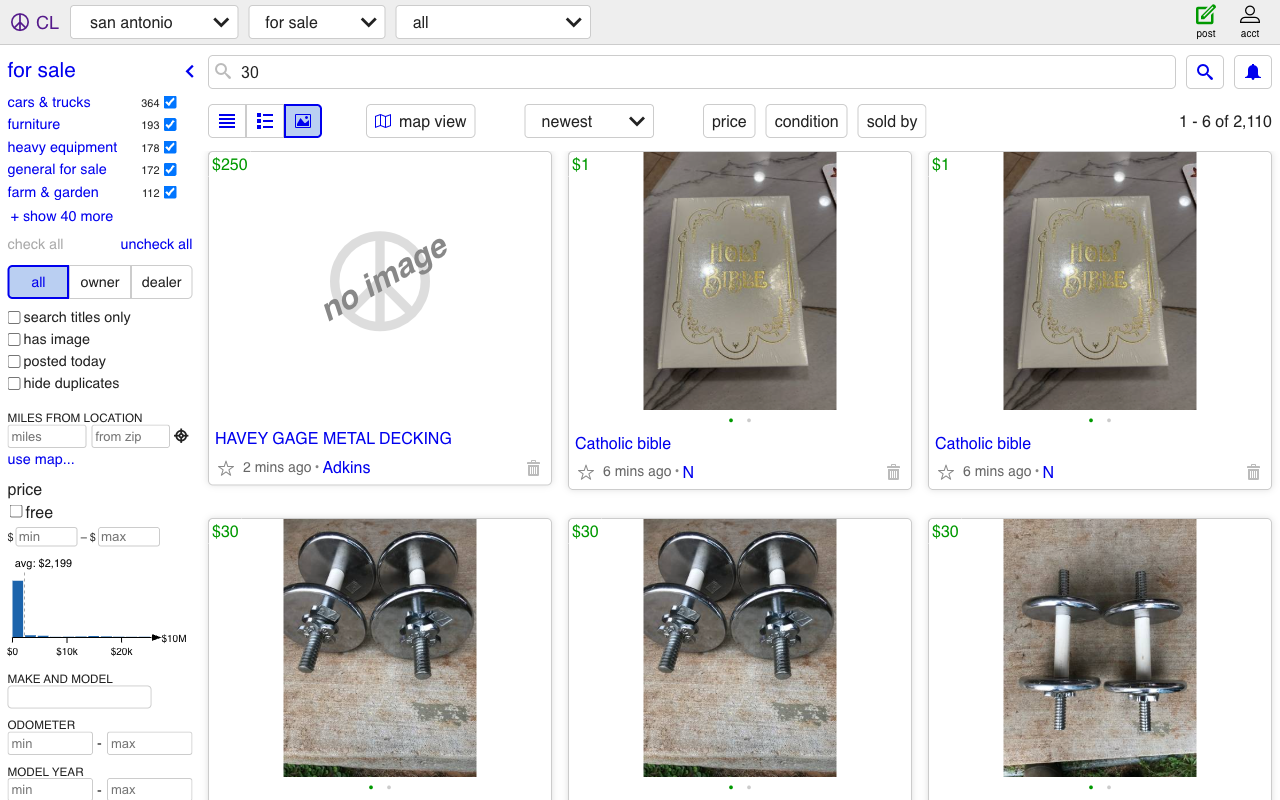 CL
san antonio
for sale
all
post
acct
for sale
cars & trucks 364
furniture 193
heavy equipment 178
general for sale 172
farm & garden 112
+ show 40 more
check all uncheck all
all owner dealer
search titles only
has image
posted today
hide duplicates
MILES FROM LOCATION
miles from zip
use map...
price
free
$ min – $ max
avg: $2,199
$10M
$0 $10k $20k
MAKE AND MODEL
ODOMETER
min - max
MODEL YEAR
min - max
30
map view
newest
price
condition
sold by
1 - 6 of 2,110
$250
no image
HAVEY GAGE METAL DECKING
2 mins ago · Adkins
$1
HOLY
BIBLE
Catholic bible
6 mins ago · N
$1
HOLY
BIBLE
Catholic bible
6 mins ago · N
$30
$30
$30